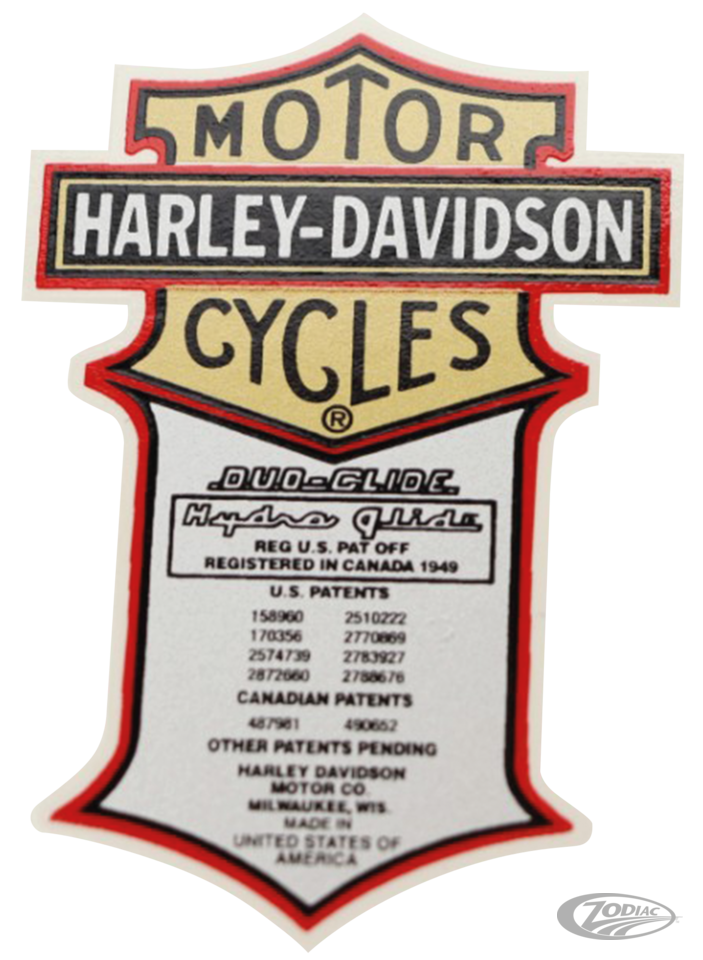 MOTOR
HARLEY-DAVIDSON
CYCLES
®
DUO-GLIDE
Hydra Glide
REG U.S. PAT OFF
REGISTERED IN CANADA 1949
U.S. PATENTS
158960 2510222
170356 2770869
2574739 2783927
2872660 2788676
CANADIAN PATENTS
487981 490652
OTHER PATENTS PENDING
HARLEY DAVIDSON
MOTOR CO.
MILWAUKEE, WIS.
MADE IN
UNITED STATES OF
AMERICA
ZODIAC